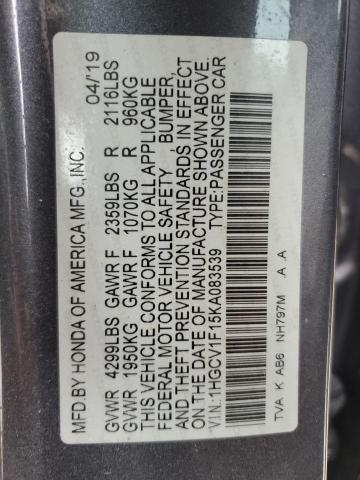 MFD BY HONDA OF AMERICA MFG.,INC. 04/'19
GVWR 4299LBS GAWR F 2359LBS R 2116LBS
GVWR 1950KG GAWR F 1070KG R 960KG
THIS VEHICLE CONFORMS TO ALL APPLICABLE
FEDERAL MOTOR VEHICLE SAFETY, BUMPER,
AND THEFT PREVENTION STANDARDS IN EFFECT
ON THE DATE OF MANUFACTURE SHOWN ABOVE.
V.I.N.:1HGCV1F15KA083539 TYPE:PASSENGER CAR
TVA K AB6 NH797M .A .A